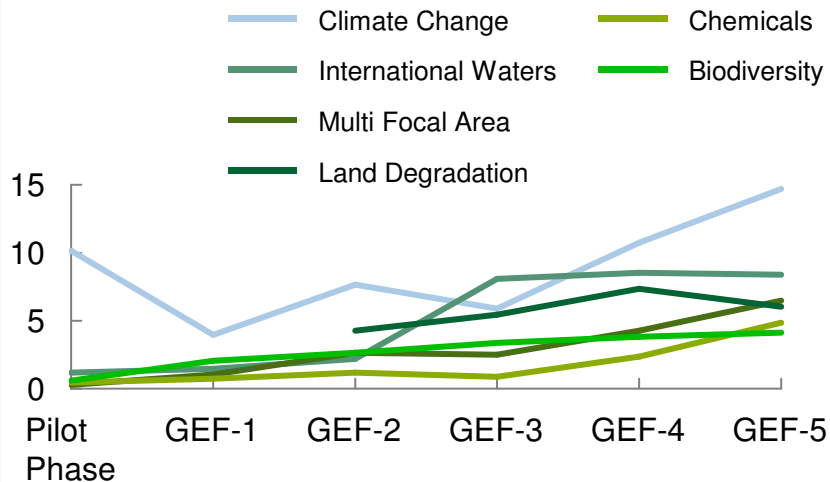 Climate Change
Chemicals
International Waters
Biodiversity
Multi Focal Area
Land Degradation
15
10
5
0
Pilot Phase
GEF-1
GEF-2
GEF-3
GEF-4
GEF-5